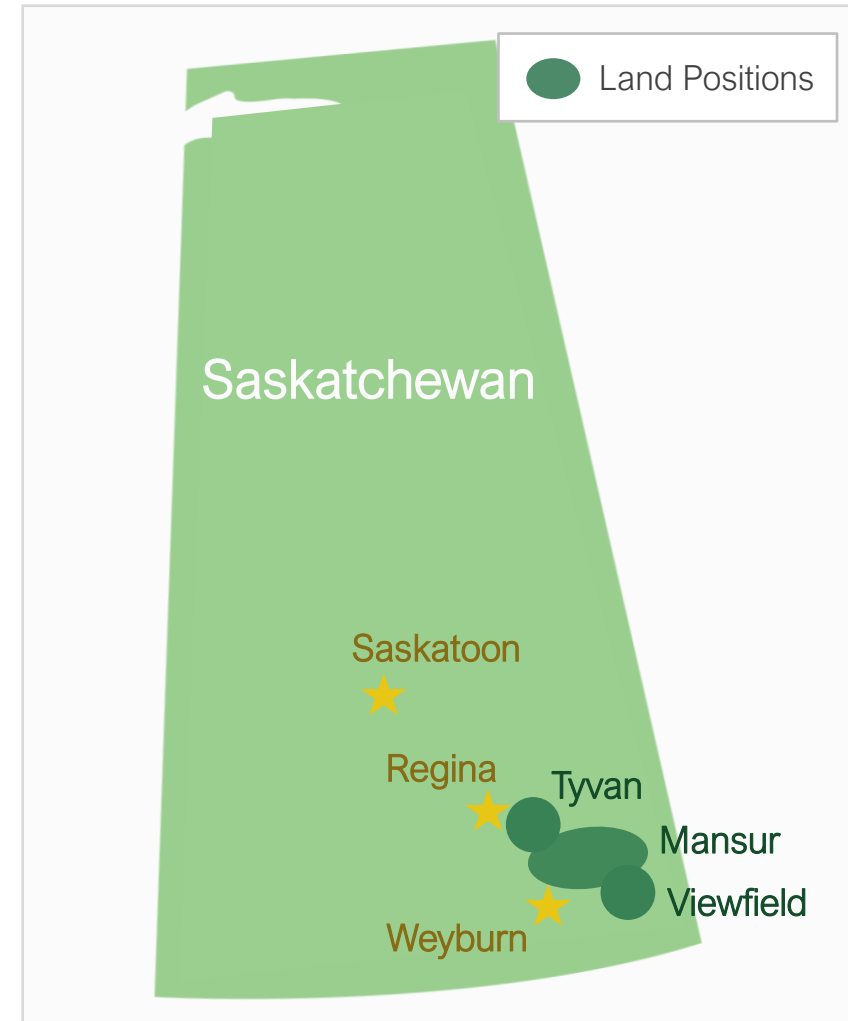 Land Positions
Saskatchewan
Saskatoon
Regina
Tyvan
Mansur
Viewfield
Weyburn